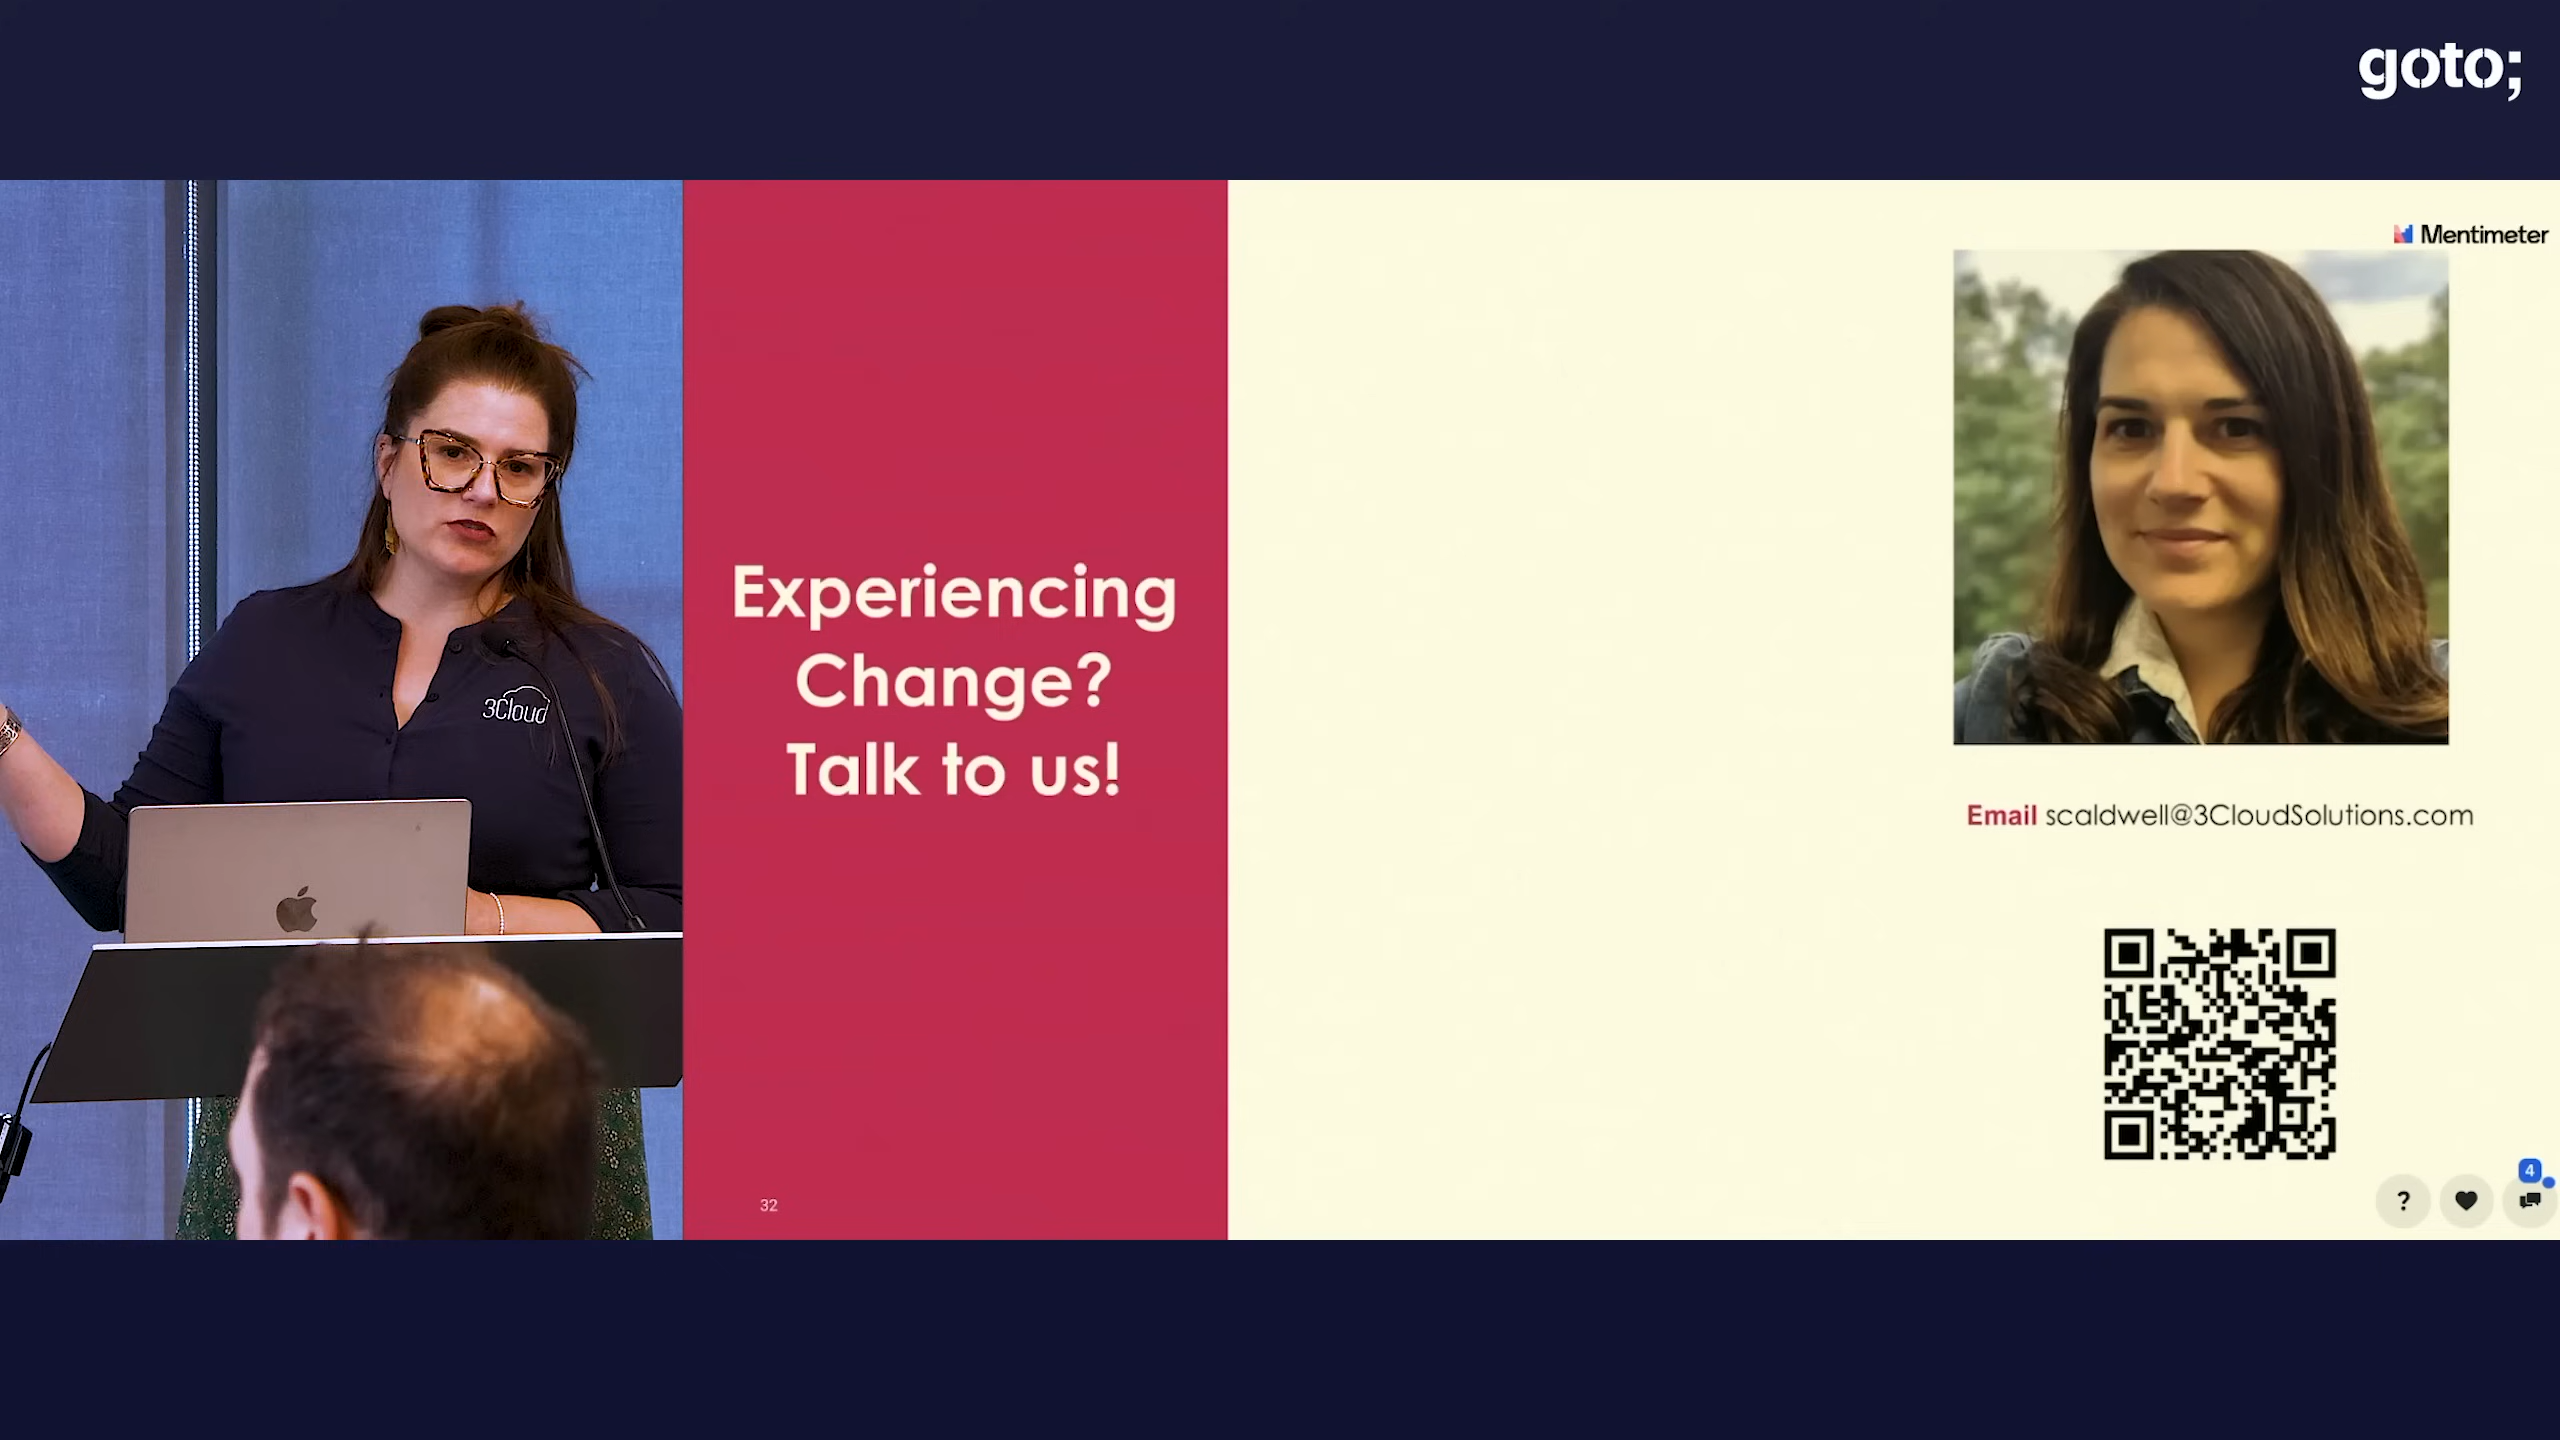 goto;
Mentimeter
3Cloud
Experiencing
Change?
Talk to us!
Email scaldwell@3CloudSolutions.com
32
?
4